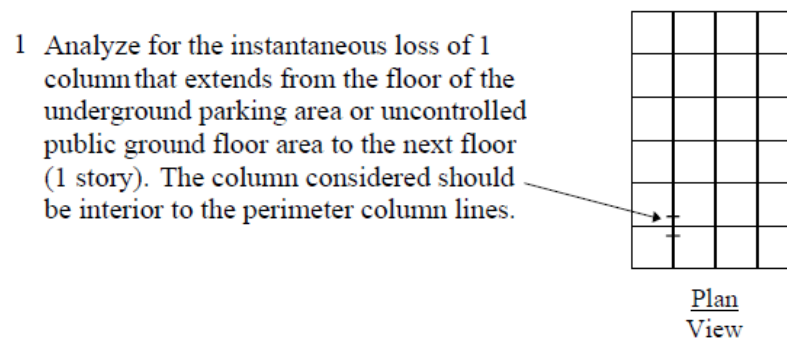 1 Analyze for the instantaneous loss of 1
column that extends from the floor of the
underground parking area or uncontrolled
public ground floor area to the next floor
(1 story). The column considered should
be interior to the perimeter column lines.
Plan
View